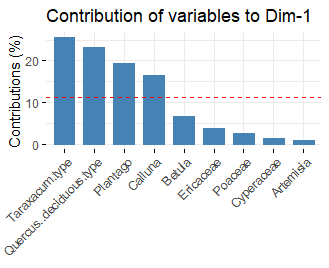 Contribution of variables to Dim-1
Contributions (%)
20
10
0
Taraxacum.type
Quercus..deciduous.type
Plantago
Calluna
Betula
Ericaceae
Poaceae
Cyperaceae
Artemisia